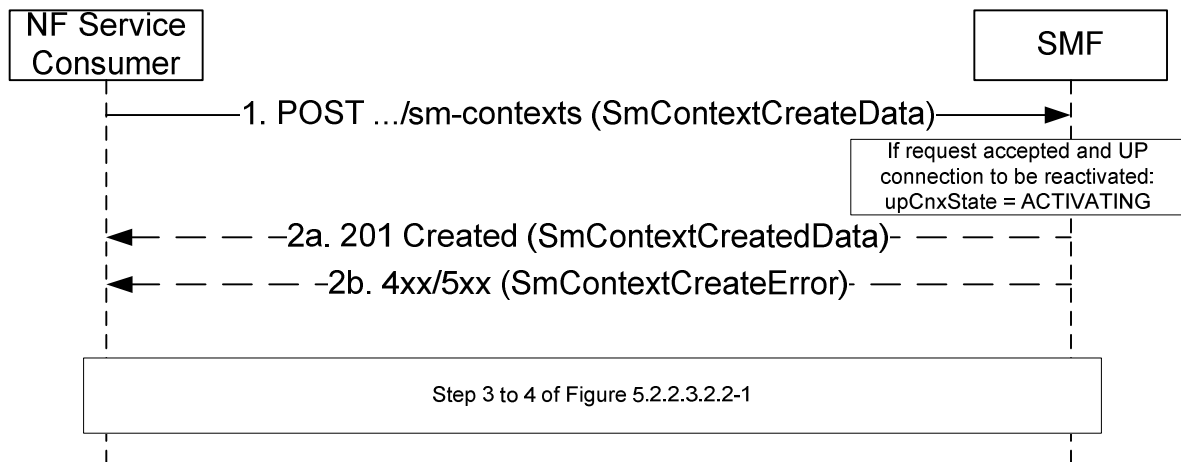 NF Service
Consumer
SMF
1. POST .../sm-contexts (SmContextCreateData)
If request accepted and UP
connection to be reactivated:
upCnxState = ACTIVATING
2a. 201 Created (SmContextCreatedData)
2b. 4xx/5xx (SmContextCreateError)
Step 3 to 4 of Figure 5.2.2.3.2.2-1